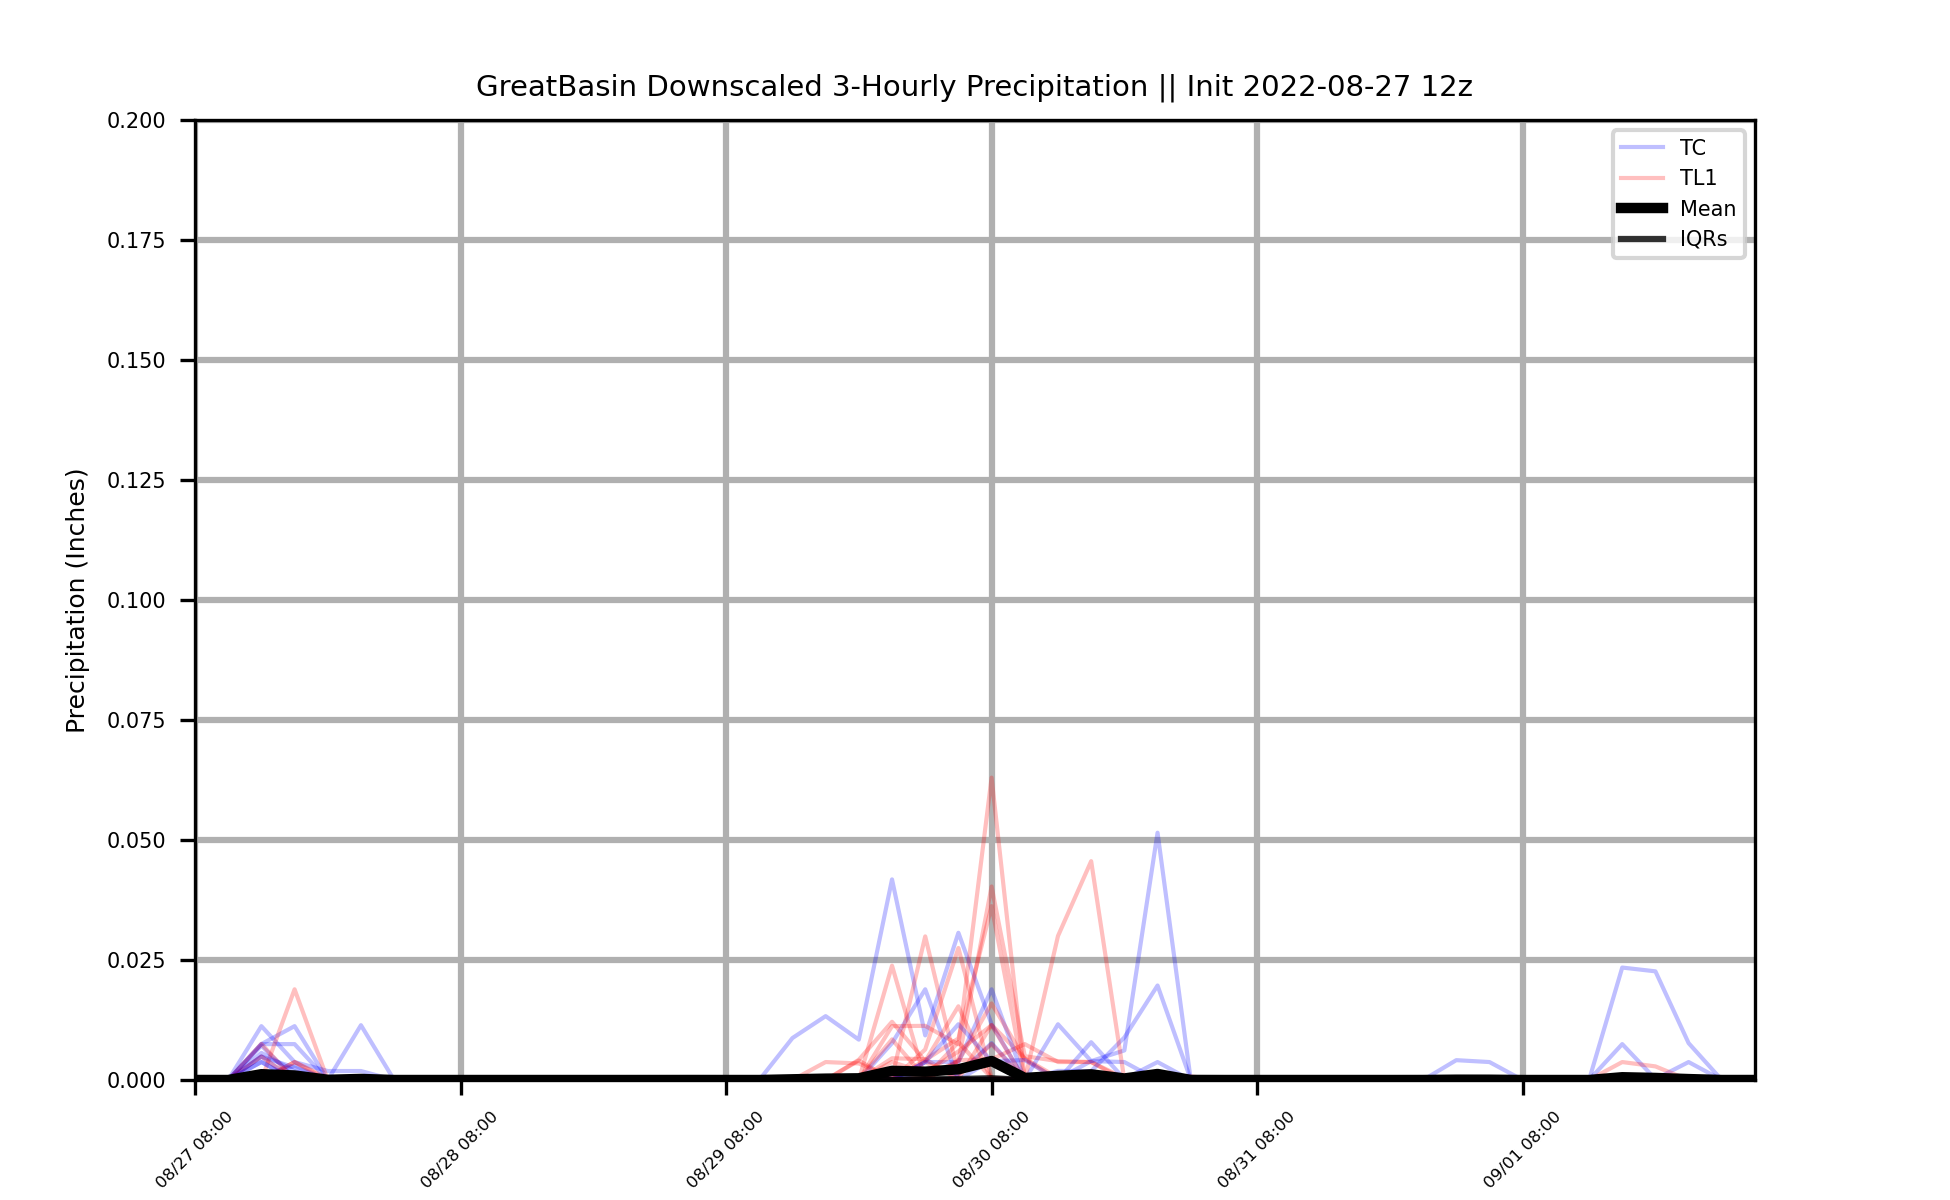 GreatBasin Downscaled 3-Hourly Precipitation || Init 2022-08-27 12z
Precipitation (Inches)
0.200
0.175
0.150
0.125
0.100
0.075
0.050
0.025
0.000
TC
TL1
Mean
IQRs
08/27 08:00
08/28 08:00
08/29 08:00
08/30 08:00
08/31 08:00
09/01 08:00